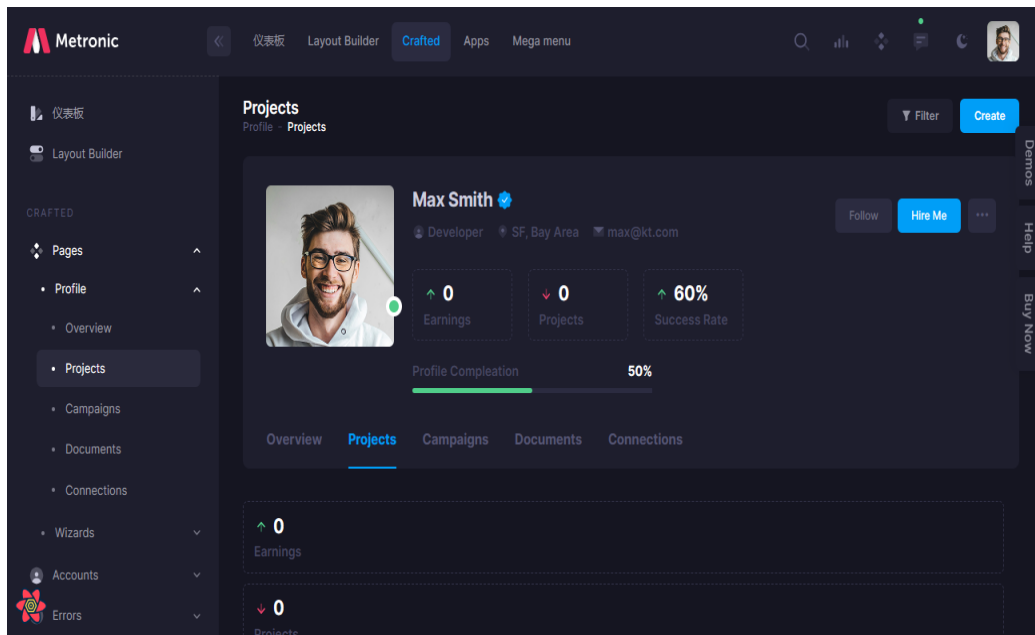 Metronic
仪表板 Layout Builder Crafted Apps Mega menu
仪表板
Layout Builder
CRAFTED
Pages
Profile
Overview
Projects
Campaigns
Documents
Connections
Wizards
Accounts
Errors
Projects
Profile - Projects
Filter
Create
Max Smith
Developer SF, Bay Area max@kt.com
Follow
Hire Me
0
Earnings
0
Projects
60%
Success Rate
Profile Compleation 50%
Overview Projects Campaigns Documents Connections
0
Earnings
0
Projects
Demos
Help
Buy Now